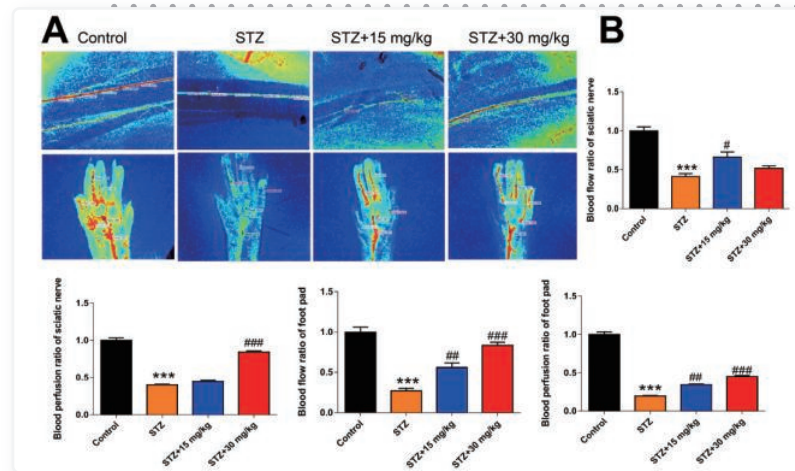 A
Control
STZ
STZ+15 mg/kg
STZ+30 mg/kg
B
Blood flow ratio of sciatic nerve
1.5
1.0
0.5
0.0
***
#
Control
STZ
STZ+15 mg/kg
STZ+30 mg/kg
Blood perfusion ratio of sciatic nerve
1.5
1.0
0.5
0.0
***
###
Control
STZ
STZ+15 mg/kg
STZ+30 mg/kg
Blood flow ratio of foot pad
1.5
1.0
0.5
0.0
***
##
###
Control
STZ
STZ+15 mg/kg
STZ+30 mg/kg
Blood perfusion ratio of foot pad
1.5
1.0
0.5
0.0
***
##
###
Control
STZ
STZ+15 mg/kg
STZ+30 mg/kg